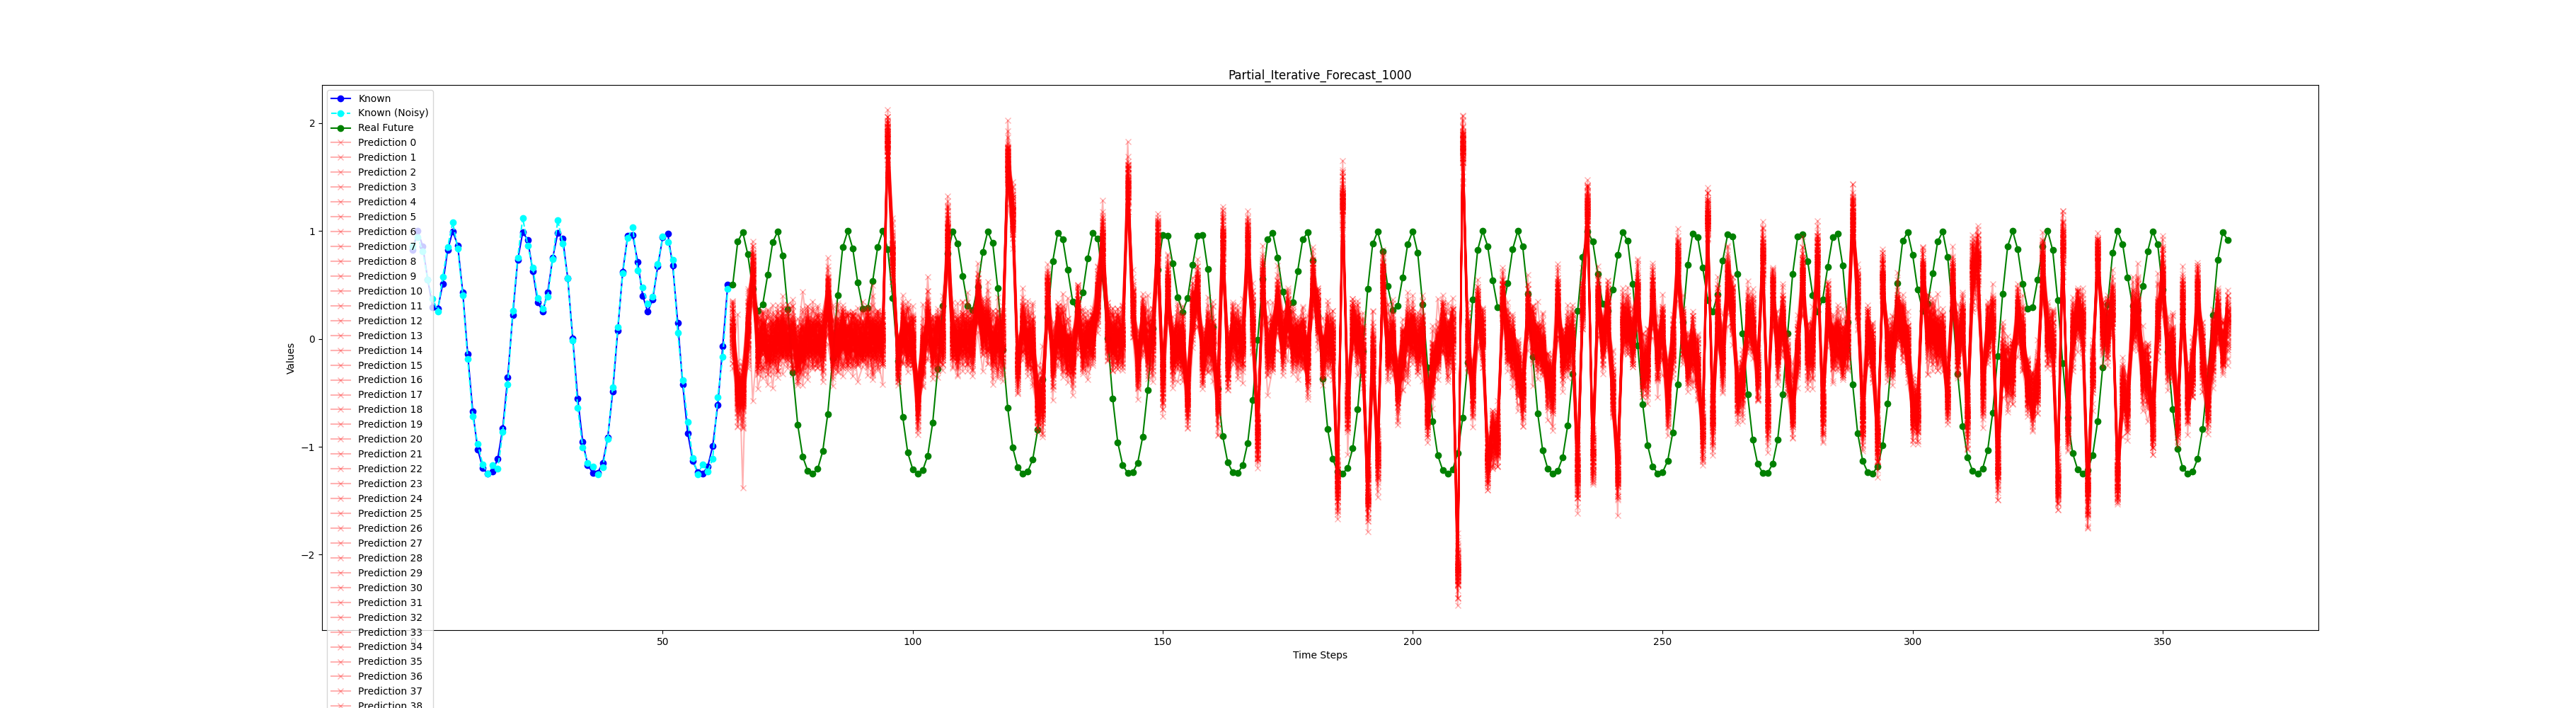 Partial_Iterative_Forecast_1000
Known
Known (Noisy)
Real Future
Prediction 0
Prediction 1
Prediction 2
Prediction 3
Prediction 4
Prediction 5
Prediction 6
Prediction 7
Prediction 8
Prediction 9
Prediction 10
Prediction 11
Prediction 12
Prediction 13
Prediction 14
Prediction 15
Prediction 16
Prediction 17
Prediction 18
Prediction 19
Prediction 20
Prediction 21
Prediction 22
Prediction 23
Prediction 24
Prediction 25
Prediction 26
Prediction 27
Prediction 28
Prediction 29
Prediction 30
Prediction 31
Prediction 32
Prediction 33
Prediction 34
Prediction 35
Prediction 36
Prediction 37
Prediction 38
Values
2
1
0
−1
−2
50
100
150
200
250
300
350
Time Steps